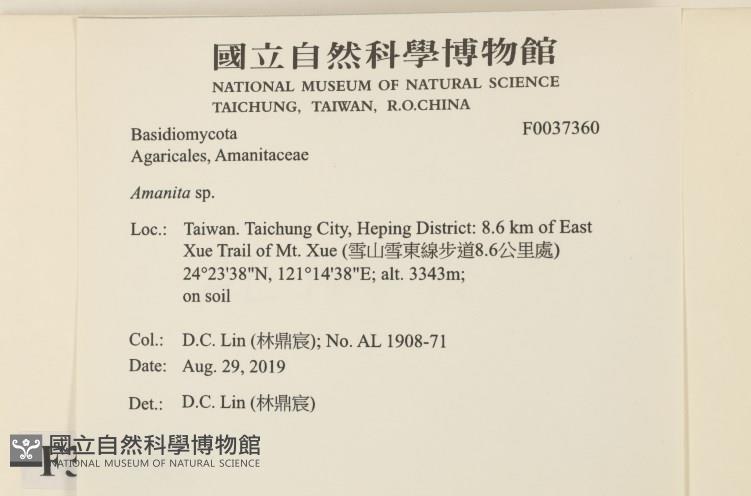 國立自然科學博物館
NATIONAL MUSEUM OF NATURAL SCIENCE
TAICHUNG, TAIWAN, R.O.CHINA
Basidiomycota F0037360
Agaricales, Amanitaceae
Amanita sp.
Loc.: Taiwan. Taichung City, Heping District: 8.6 km of East
Xue Trail of Mt. Xue (雪山雪東線步道8.6公里處)
24°23'38"N, 121°14'38"E; alt. 3343m;
on soil
Col.: D.C. Lin (林鼎宸); No. AL 1908-71
Date: Aug. 29, 2019
Det.: D.C. Lin (林鼎宸)
國立自然科學博物館
NATIONAL MUSEUM OF NATURAL SCIENCE